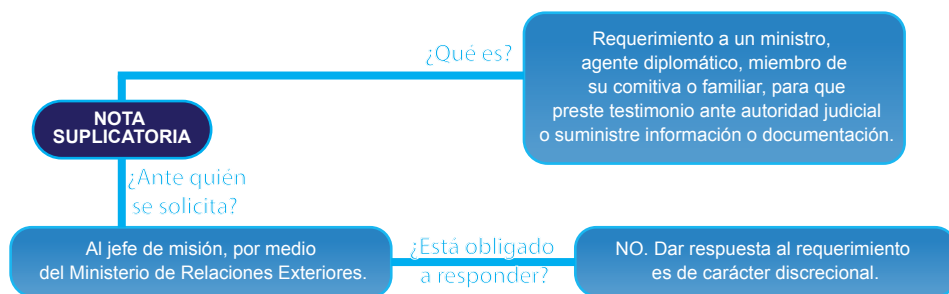 ¿Qué es?
Requerimiento a un ministro,
agente diplomático, miembro de
su comitiva o familiar, para que
preste testimonio ante autoridad judicial
o suministre información o documentación.
NOTA
SUPLICATORIA
¿Ante quién
se solicita?
Al jefe de misión, por medio
del Ministerio de Relaciones Exteriores.
¿Está obligado
a responder?
NO. Dar respuesta al requerimiento
es de carácter discrecional.